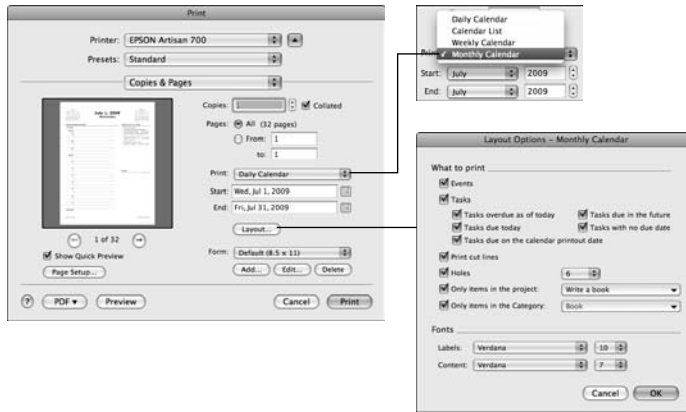 Print
Printer: EPSON Artisan 700
Presets: Standard
Copies & Pages
Copies: 1 Collated
Pages: All (32 pages)
From: 1
to: 1
Print: Daily Calendar
Start: Wed, Jul 1, 2009
End: Fri, Jul 31, 2009
Layout...
Form: Default (8.5 x 11)
Add... Edit... Delete
July 1, 2009
1 of 32
Show Quick Preview
Page Setup...
? PDF Preview Cancel Print
Daily Calendar
Calendar List
Weekly Calendar
Print ✓ Monthly Calendar
Start: July 2009
End: July 2009
Layout Options – Monthly Calendar
What to print
Events
Tasks
Tasks overdue as of today Tasks due in the future
Tasks due today Tasks with no due date
Tasks due on the calendar printout date
Print cut lines
Holes 6
Only items in the project: Write a book
Only items in the Category: Book
Fonts
Labels: Verdana 10
Content: Verdana 7
Cancel OK